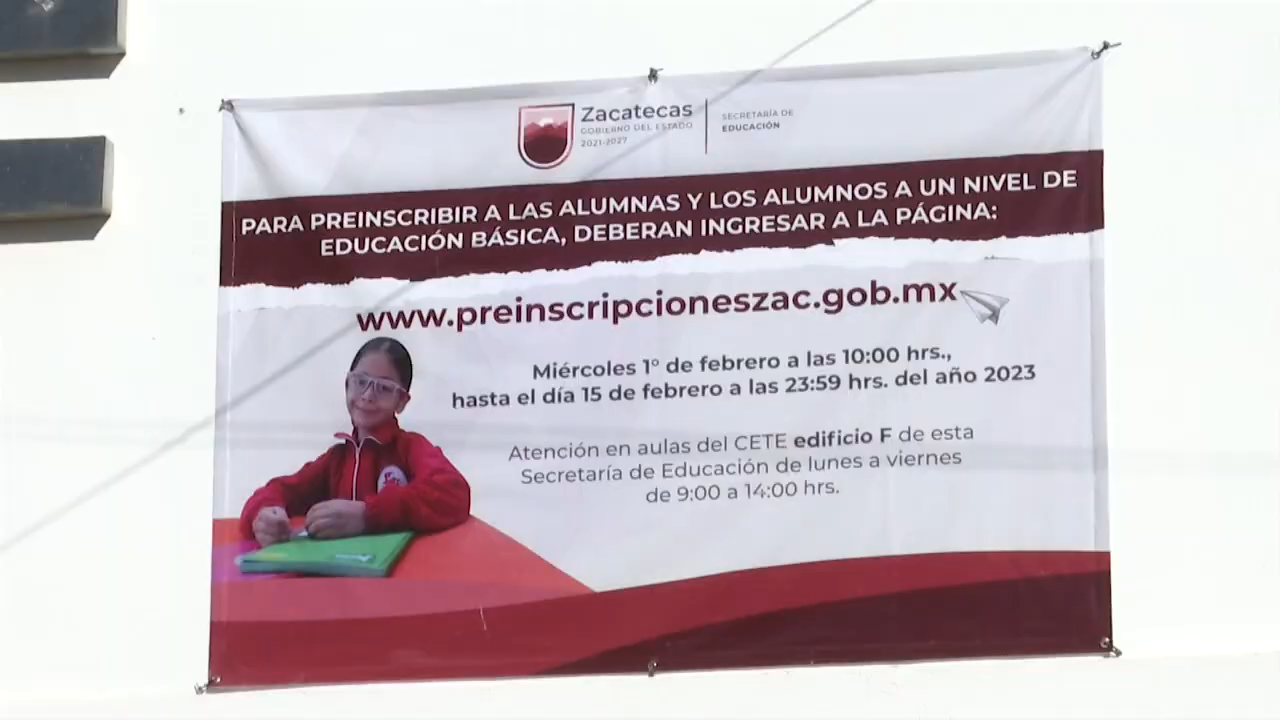 Zacatecas
GOBIERNO DEL ESTADO
2021-2027
SECRETARÍA DE
EDUCACIÓN
PARA PREINSCRIBIR A LAS ALUMNAS Y LOS ALUMNOS A UN NIVEL DE
EDUCACIÓN BÁSICA, DEBERAN INGRESAR A LA PÁGINA:
www.preinscripcioneszac.gob.mx
Miércoles 1° de febrero a las 10:00 hrs.,
hasta el día 15 de febrero a las 23:59 hrs. del año 2023
Atención en aulas del CETE edificio F de esta
Secretaría de Educación de lunes a viernes
de 9:00 a 14:00 hrs.